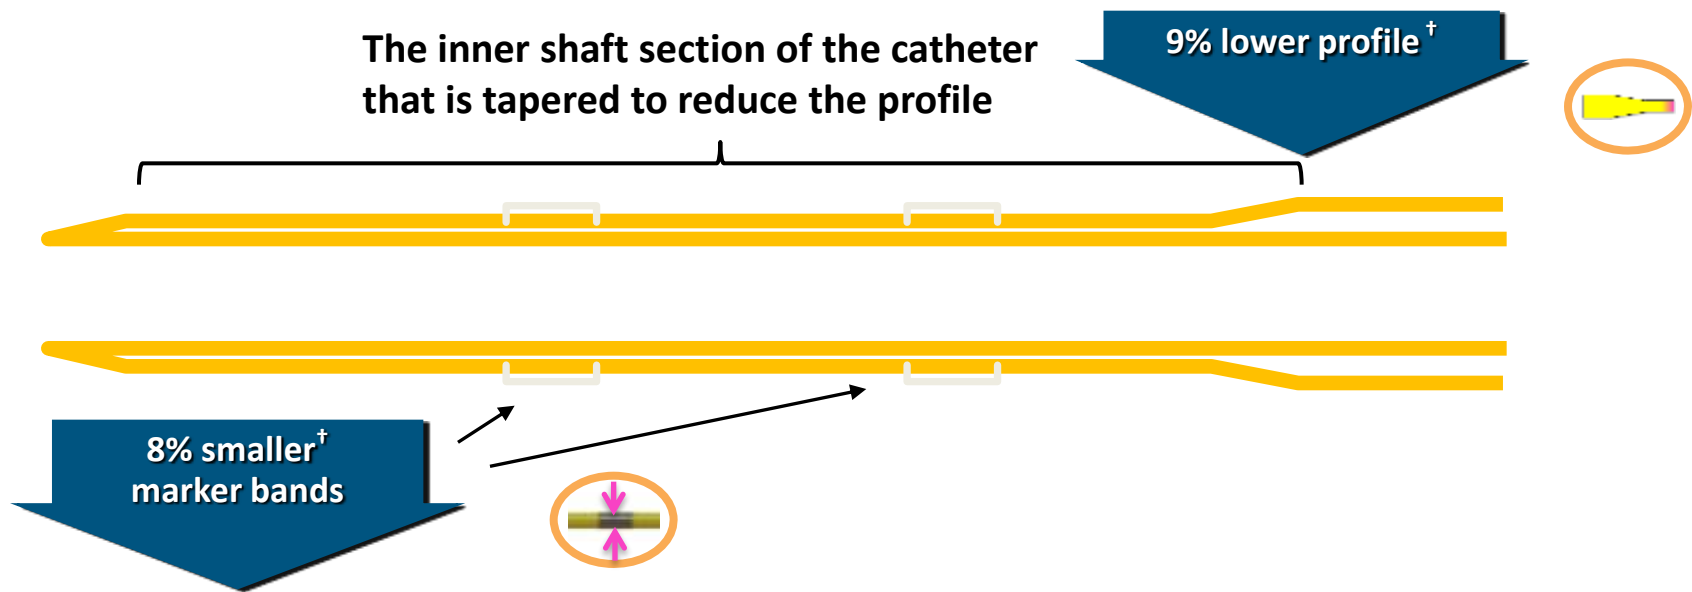 The inner shaft section of the catheter
that is tapered to reduce the profile
9% lower profile†
8% smaller†
marker bands